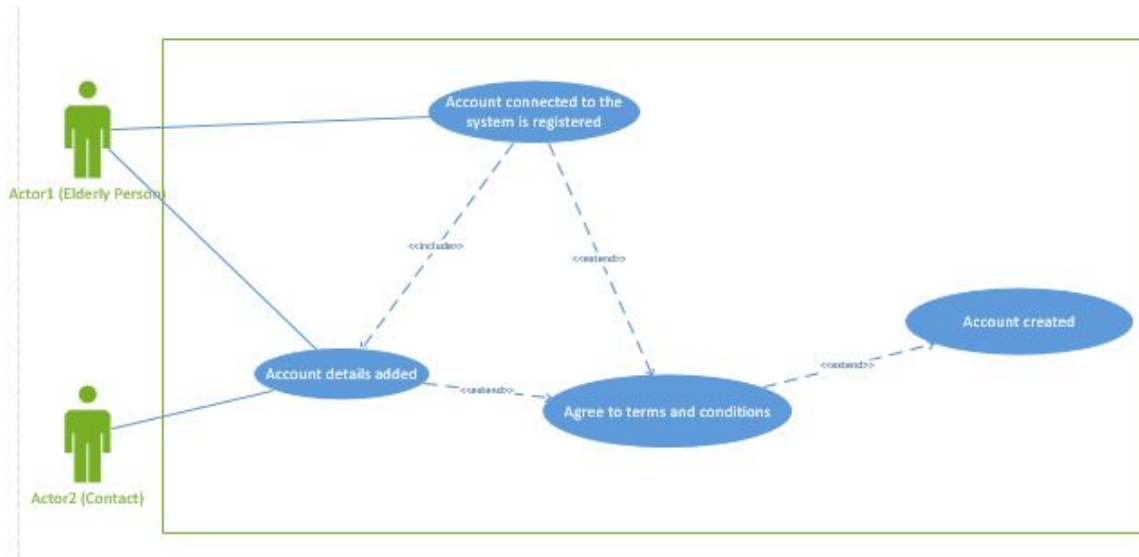 Account connected to the
system is registered
Actor1 (Elderly Person)
<<include>>
<<extend>>
Account created
<<extend>>
Account details added
<<extend>>
Agree to terms and conditions
Actor2 (Contact)